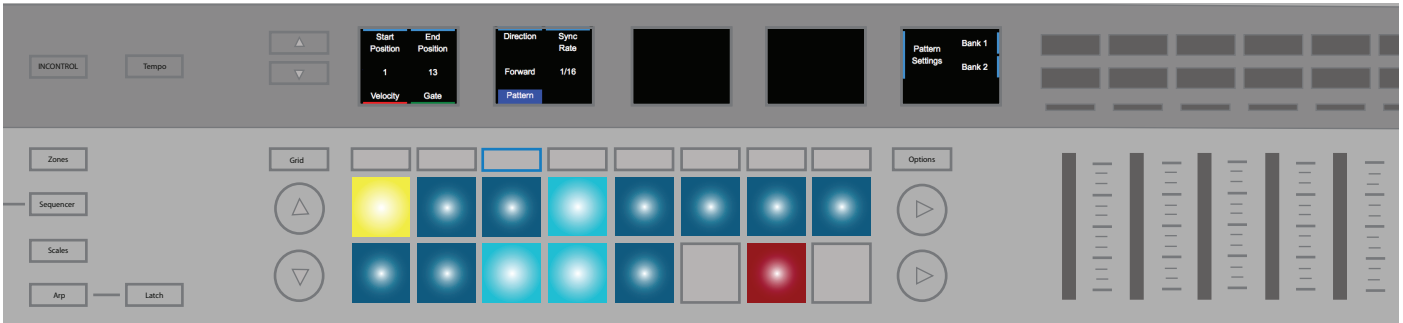 INCONTROL
Tempo
Start Position
End Position
1
13
Velocity
Gate
Direction
Sync Rate
Forward
1/16
Pattern
Pattern Settings
Bank 1
Bank 2
Zones
Grid
Options
Sequencer
Scales
Arp
Latch